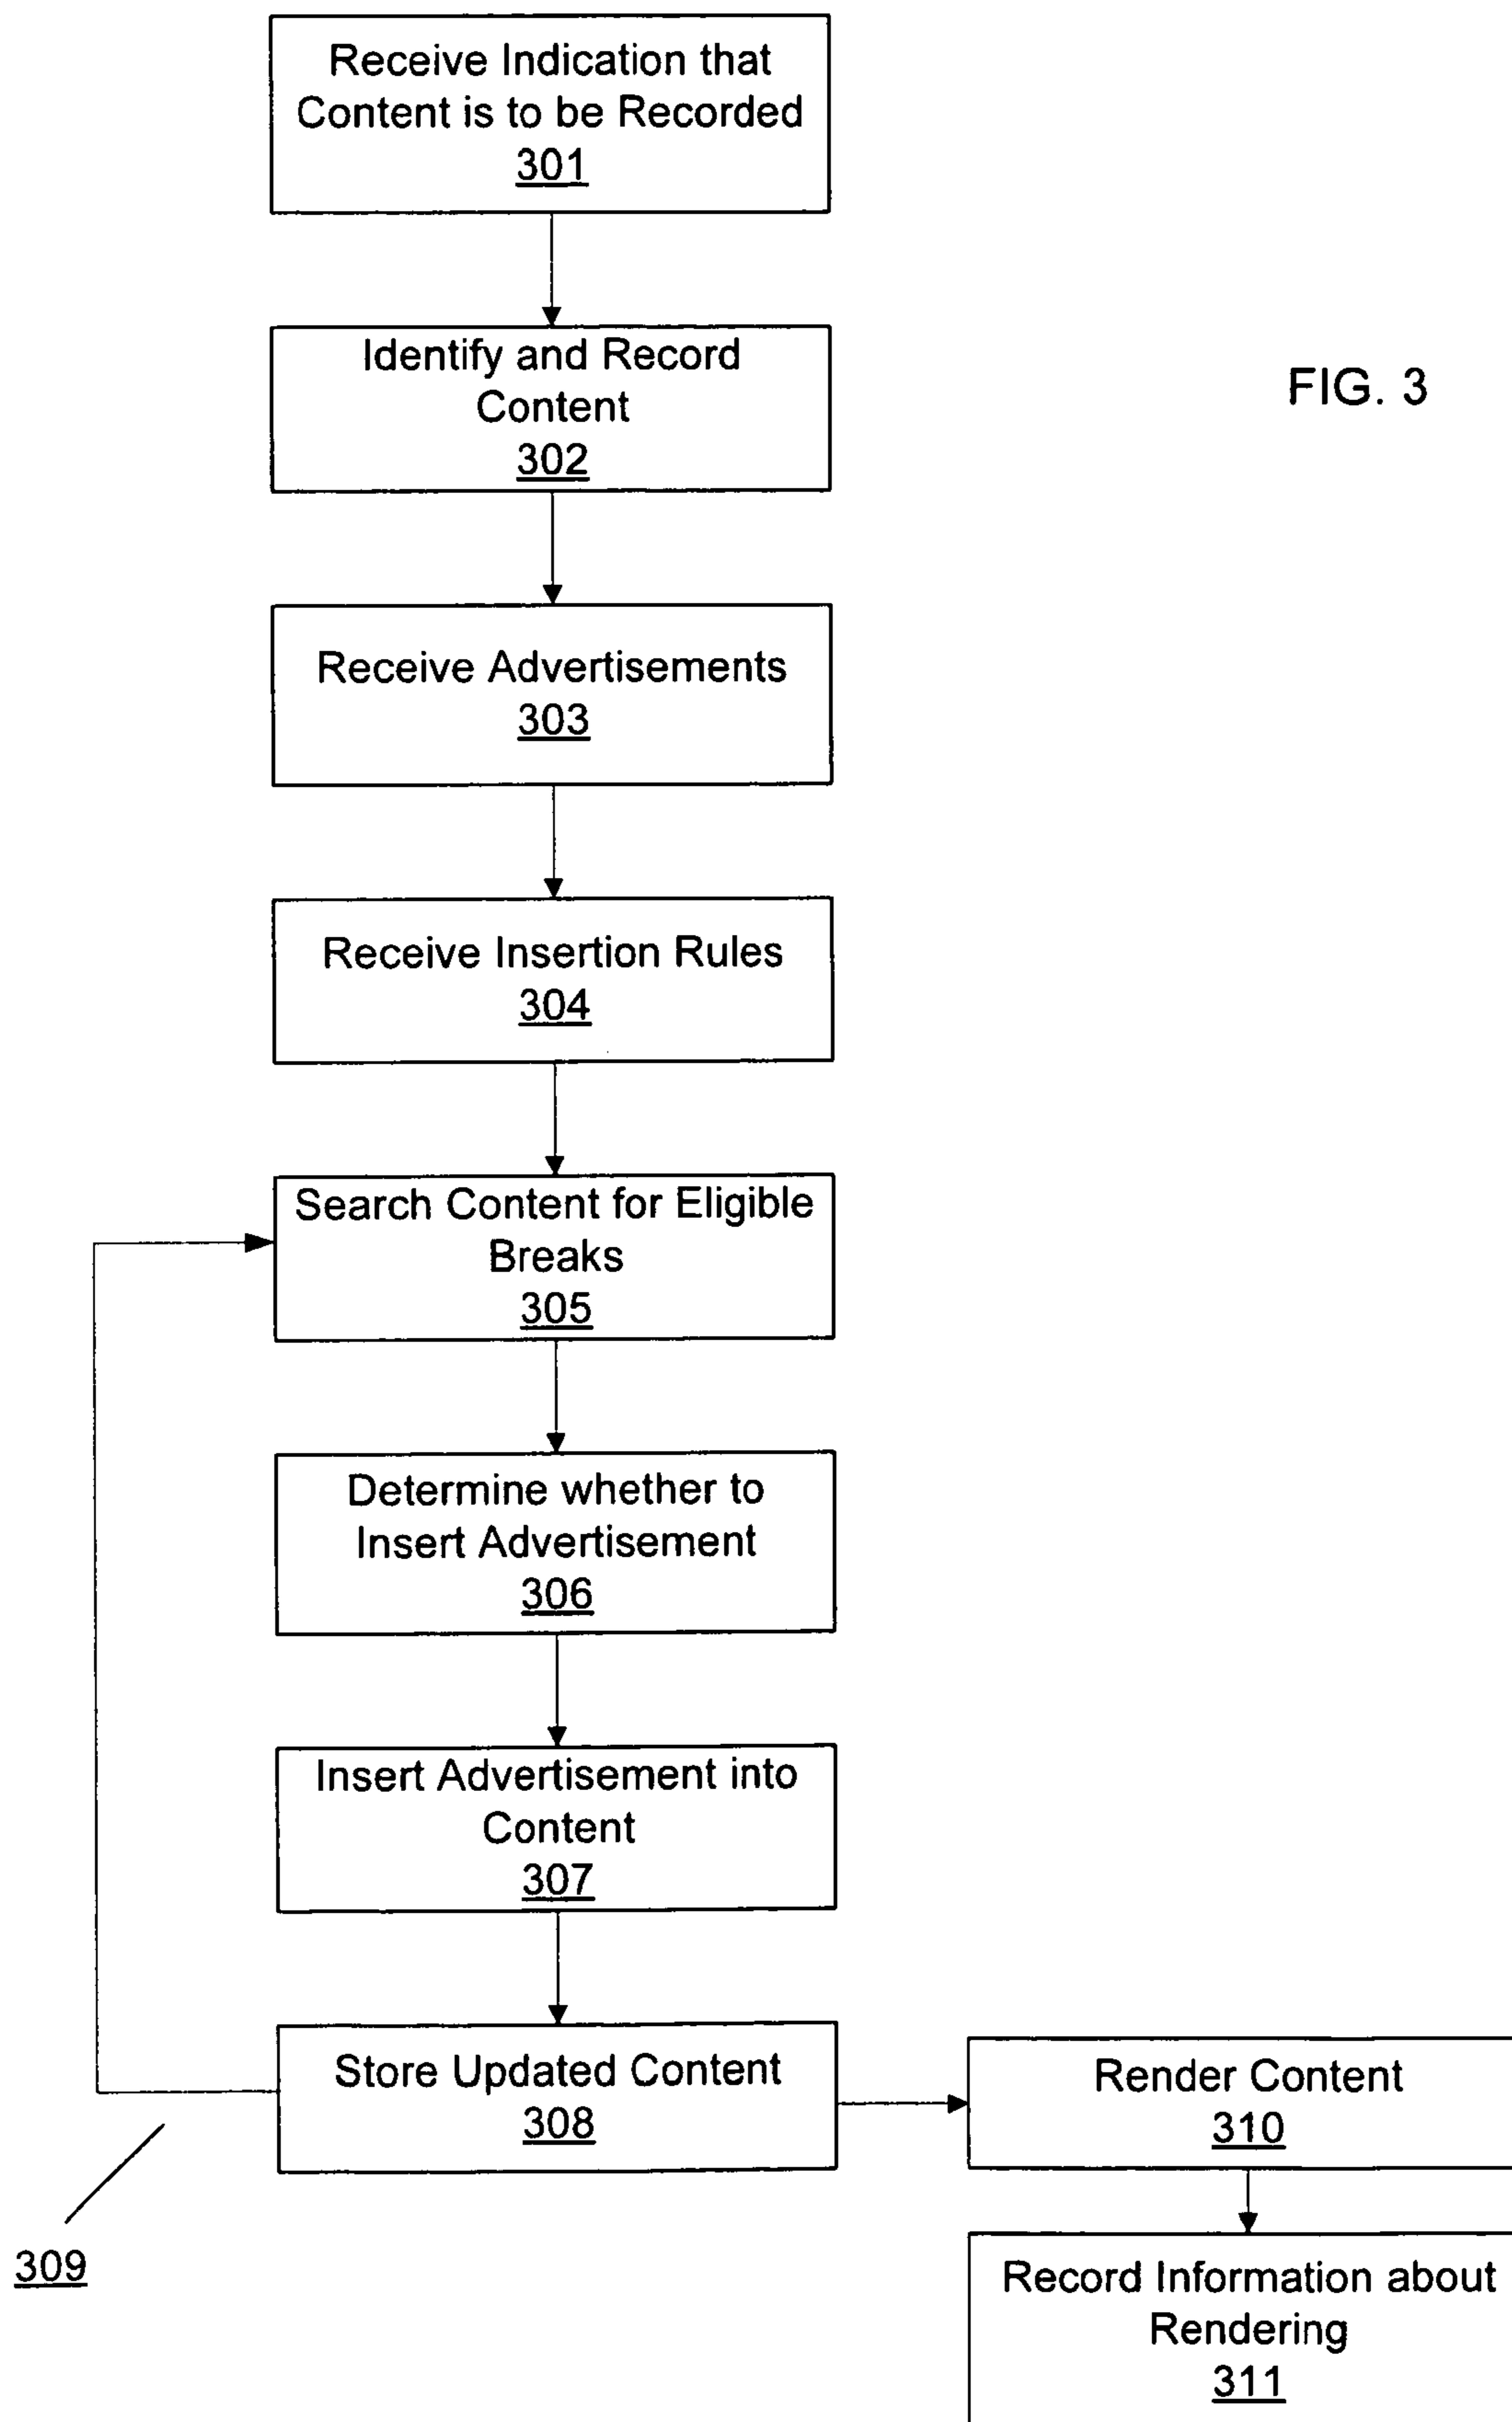 Receive Indication that
Content is to be Recorded
301
Identify and Record
Content
302
FIG. 3
Receive Advertisements
303
Receive Insertion Rules
304
Search Content for Eligible
Breaks
305
Determine whether to
Insert Advertisement
306
Insert Advertisement into
Content
307
Store Updated Content
308
Render Content
310
309
Record Information about
Rendering
311